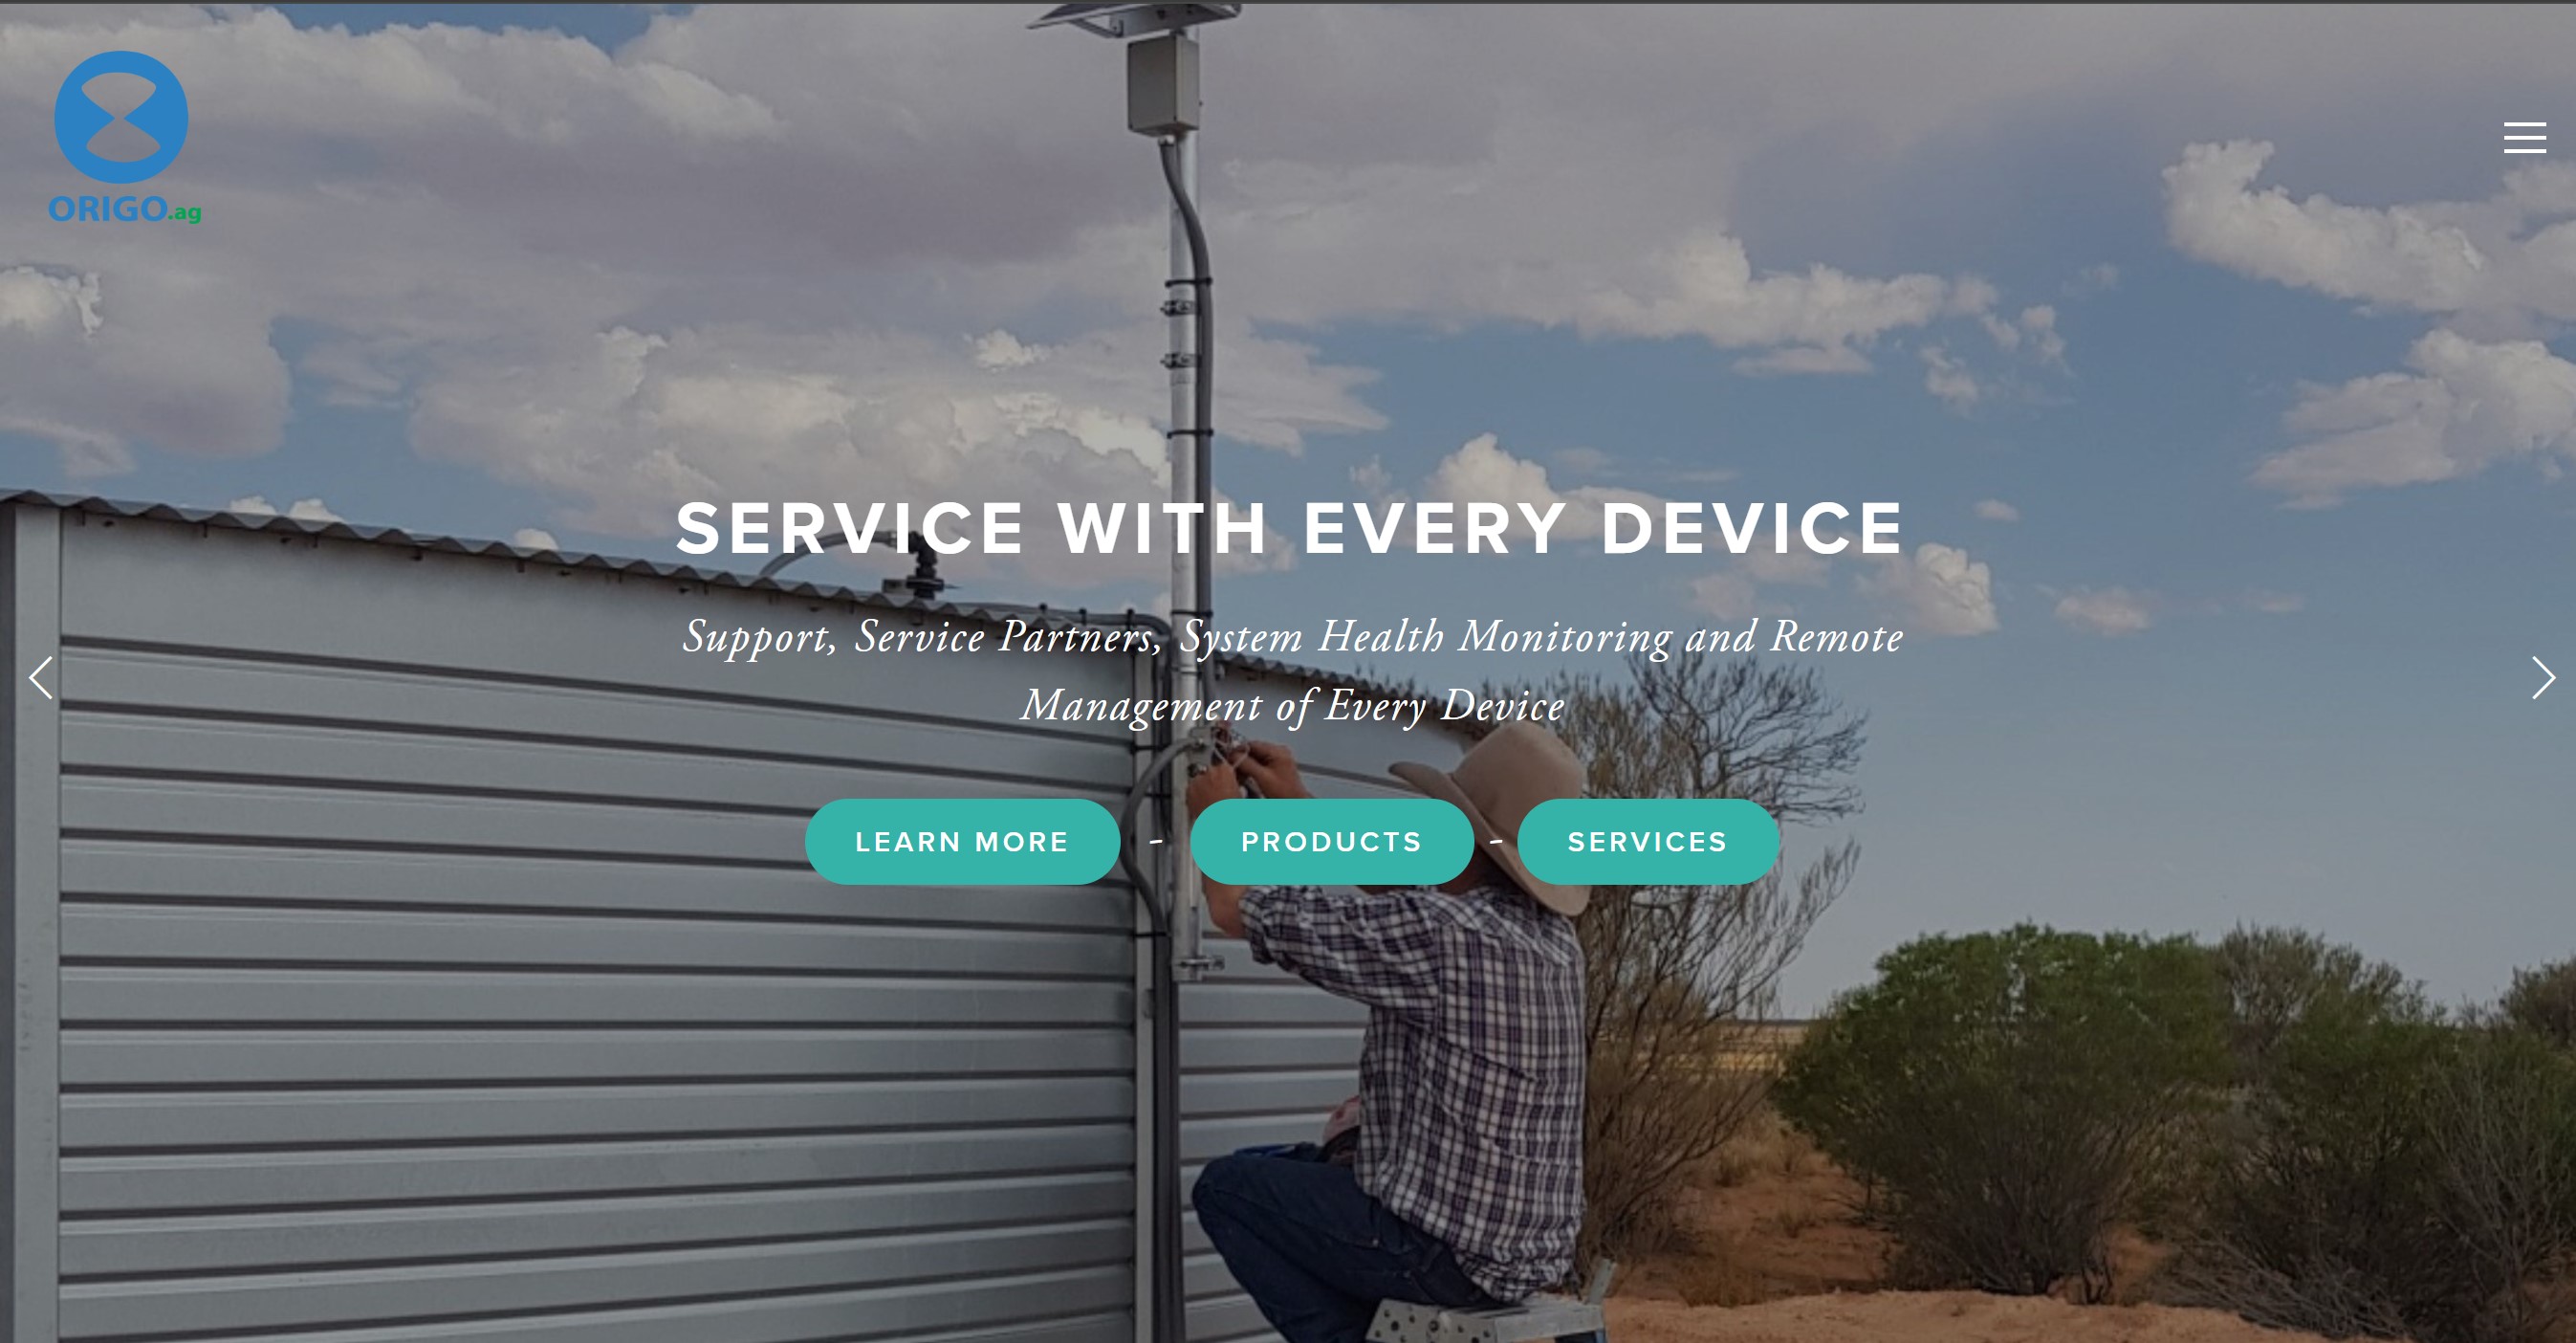 ORIGO.ag
SERVICE WITH EVERY DEVICE
Support, Service Partners, System Health Monitoring and Remote
Management of Every Device
LEARN MORE - PRODUCTS - SERVICES